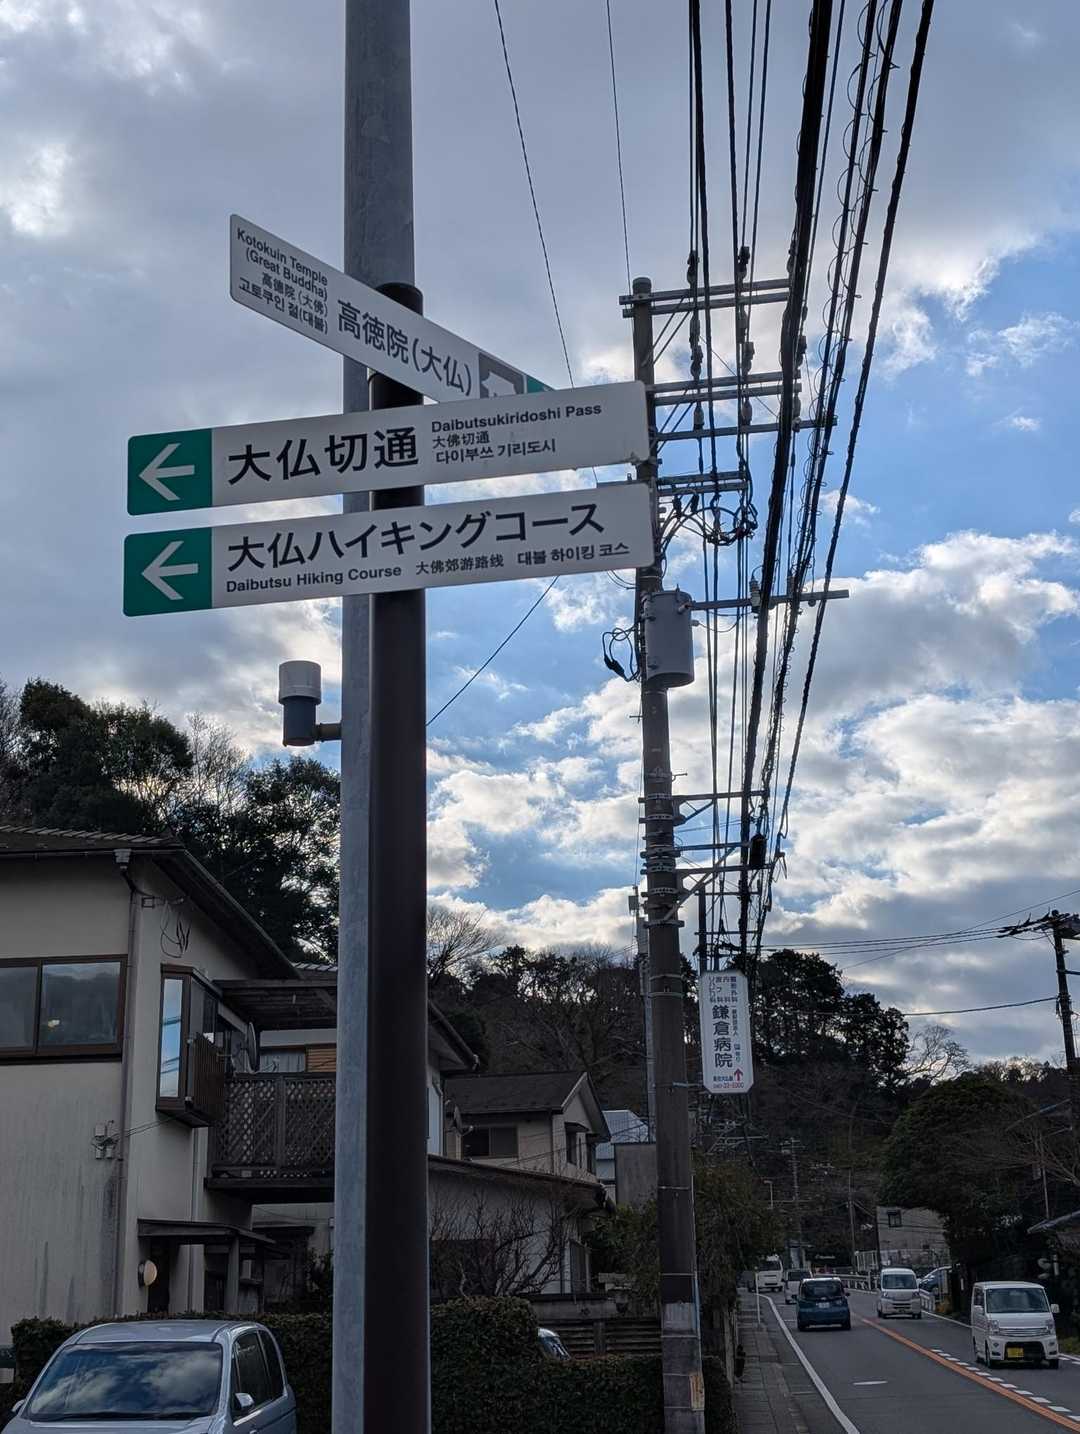 Kotokuin Temple
(Great Buddha)
高德院 (大佛)
고토쿠인 절(대불)
高徳院(大仏)
大仏切通
Daibutsukiridoshi Pass
大佛切通
다이부쓰 기리도시
大仏ハイキングコース
Daibutsu Hiking Course 大佛郊游路线 대불 하이킹 코스
鎌倉病院